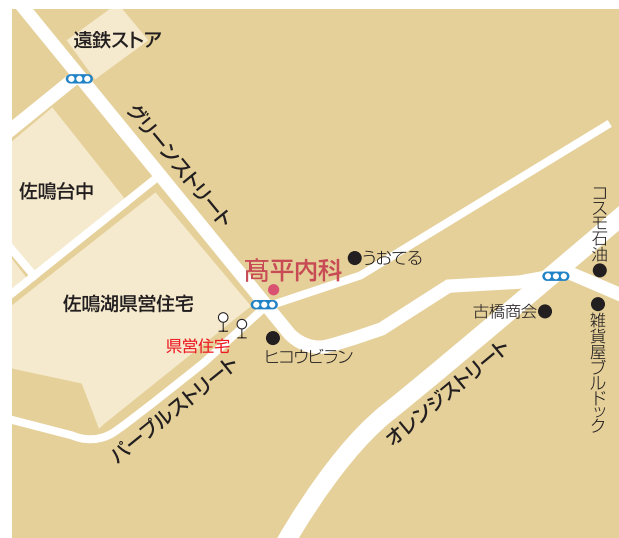 遠鉄ストア
グリーンストリート
佐鳴台中
コスモ石油
うおてる
髙平内科
佐鳴湖県営住宅
古橋商会
雑貨屋ブルドック
県営住宅
ヒコウビラン
パープルストリート
オレンジストリート